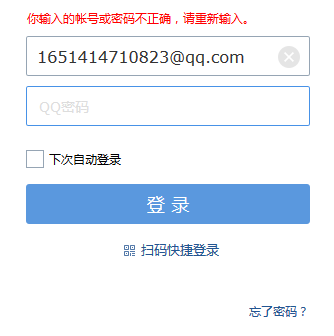 你输入的帐号或密码不正确，请重新输入。
1651414710823@qq.com
QQ密码
下次自动登录
登 录
扫码快捷登录
忘了密码？